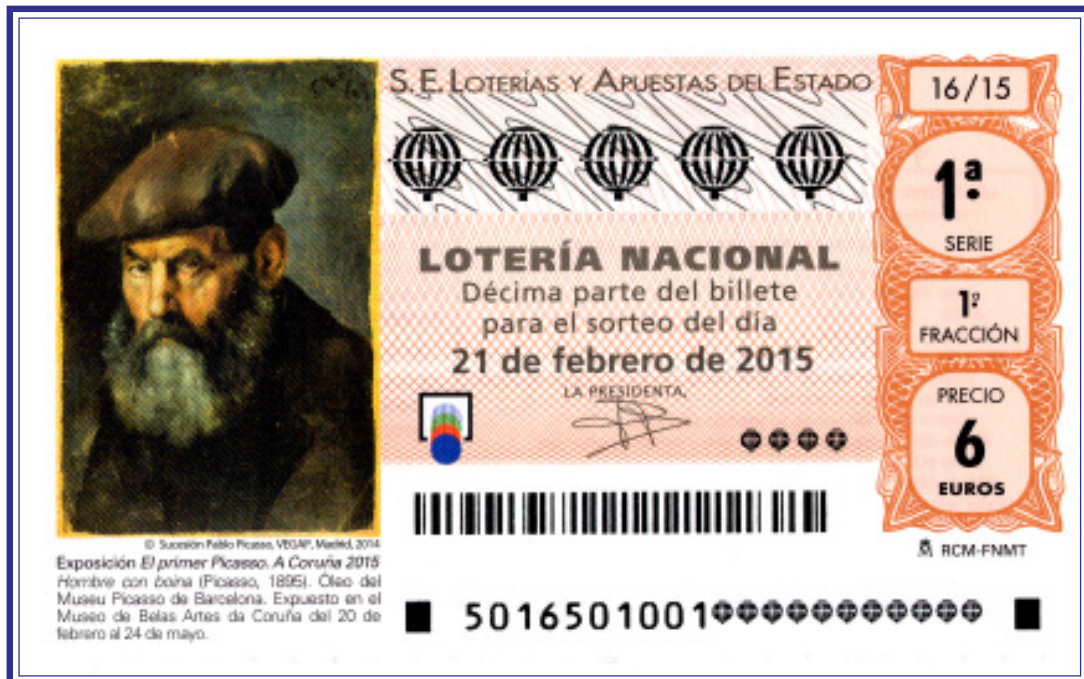 S.E. LOTERÍAS Y APUESTAS DEL ESTADO
16/15
1ª
SERIE
LOTERÍA NACIONAL
Décima parte del billete
para el sorteo del día
21 de febrero de 2015
LA PRESIDENTA,
1ª
FRACCIÓN
PRECIO
6
EUROS
RCM-FNMT
© Sucesión Pablo Picasso, VEGAP, Madrid, 2014
Exposición El primer Picasso. A Coruña 2015
Hombre con boina (Picasso, 1895). Óleo del
Museu Picasso de Barcelona. Expuesto en el
Museo de Belas Artes da Coruña del 20 de
febrero al 24 de mayo.
5016501001